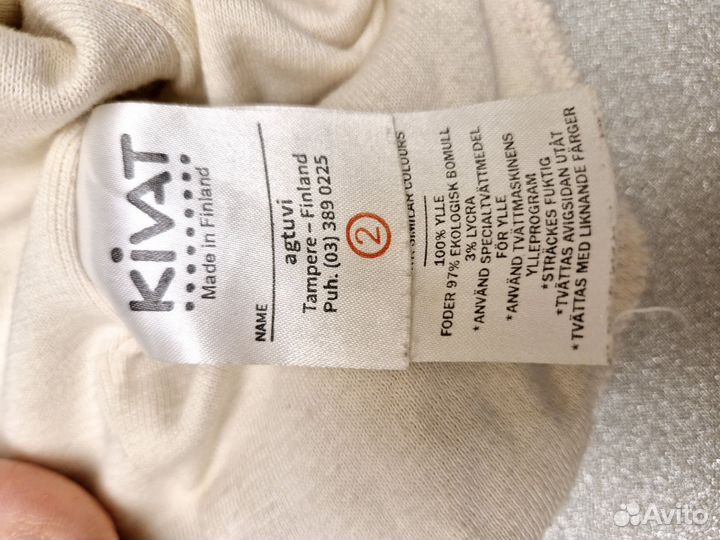 KIVAT
Made in Finland
NAME
agtuvi
Tampere – Finland
Puh. (03) 389 0225
2
SIMILAR COLOURS
100% YLLE
FODER 97% EKOLOGISK BOMULL
3% LYCRA
*ANVÄND SPECIALTVÄTTMEDEL
FÖR YLLE
*ANVÄND TVÄTTMASKINENS
YLLEPROGRAM
*STRÄCKES FUKTIG
*TVÄTTAS AVIGSIDAN UTÅT
*TVÄTTAS MED LIKNANDE FÄRGER
Avito